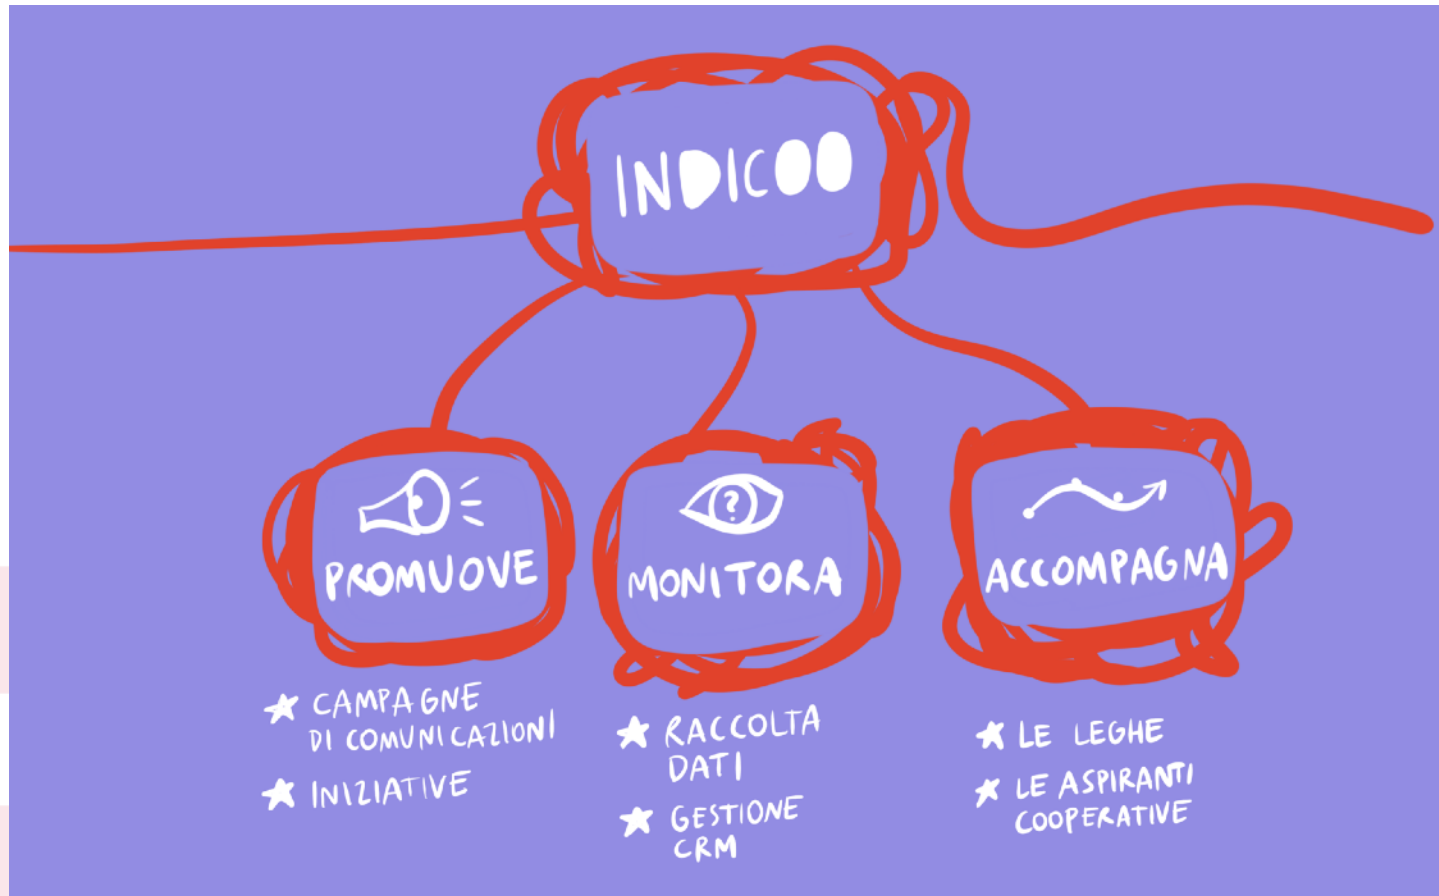 INDICOO
PROMUOVE
MONITORA
ACCOMPAGNA
?
CAMPAGNE
DI COMUNICAZIONI
INIZIATIVE
RACCOLTA
DATI
GESTIONE
CRM
LE LEGHE
LE ASPIRANTI
COOPERATIVE